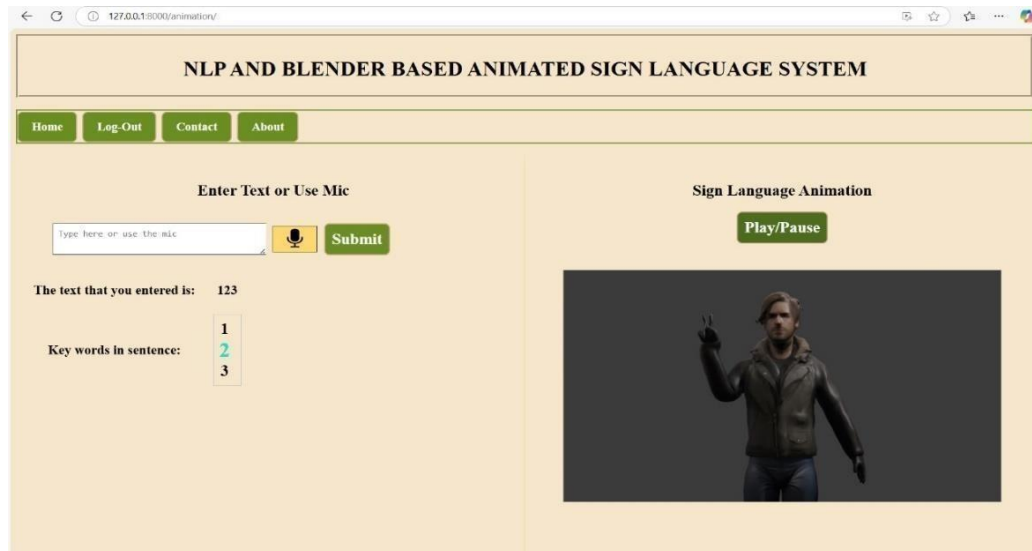 127.0.0.1:8000/animation/
NLP AND BLENDER BASED ANIMATED SIGN LANGUAGE SYSTEM
Home Log-Out Contact About
Enter Text or Use Mic
Type here or use the mic
Submit
The text that you entered is: 123
Key words in sentence:
1
2
3
Sign Language Animation
Play/Pause